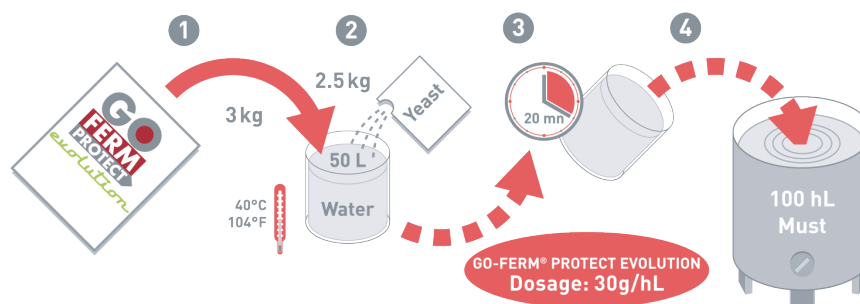 1
2
3
4
GO
FERM
PROTECT
evolution
3 kg
2.5 kg
Yeast
50 L
Water
40°C
104°F
20 mn
100 hL
Must
GO-FERM® PROTECT EVOLUTION
Dosage: 30g/hL